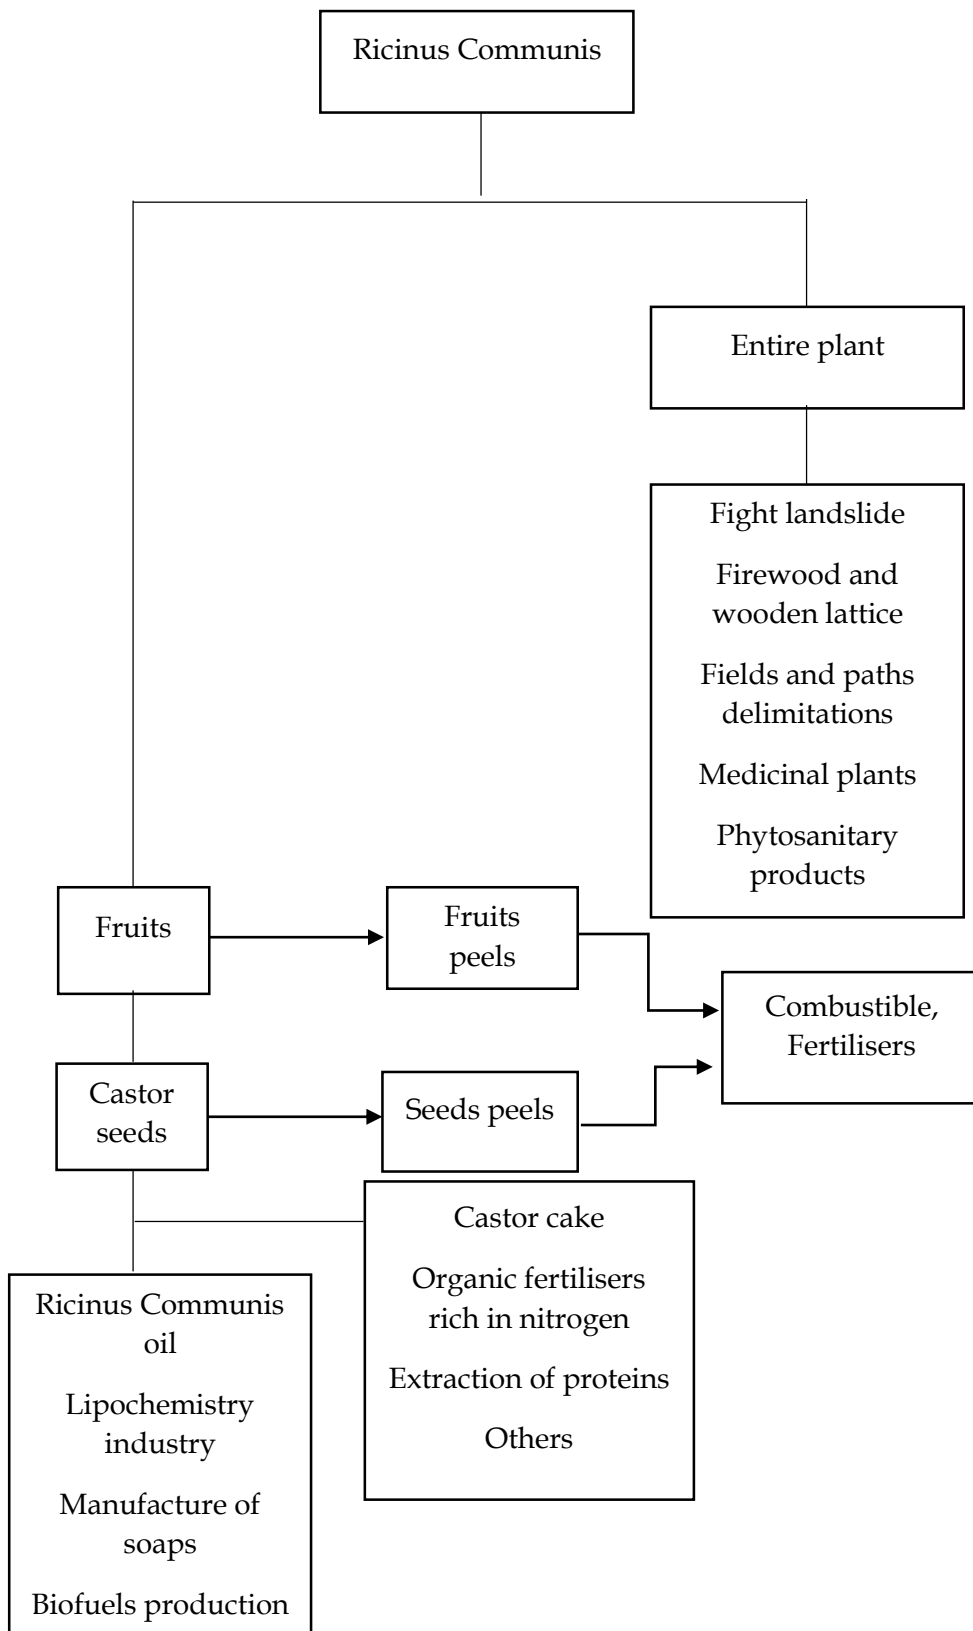 Ricinus Communis
Entire plant
Fight landslide
Firewood and
wooden lattice
Fields and paths
delimitations
Medicinal plants
Phytosanitary
products
Fruits
Fruits
peels
Combustible,
Fertilisers
Castor
seeds
Seeds peels
Castor cake
Organic fertilisers
rich in nitrogen
Extraction of proteins
Others
Ricinus Communis
oil
Lipochemistry
industry
Manufacture of
soaps
Biofuels production